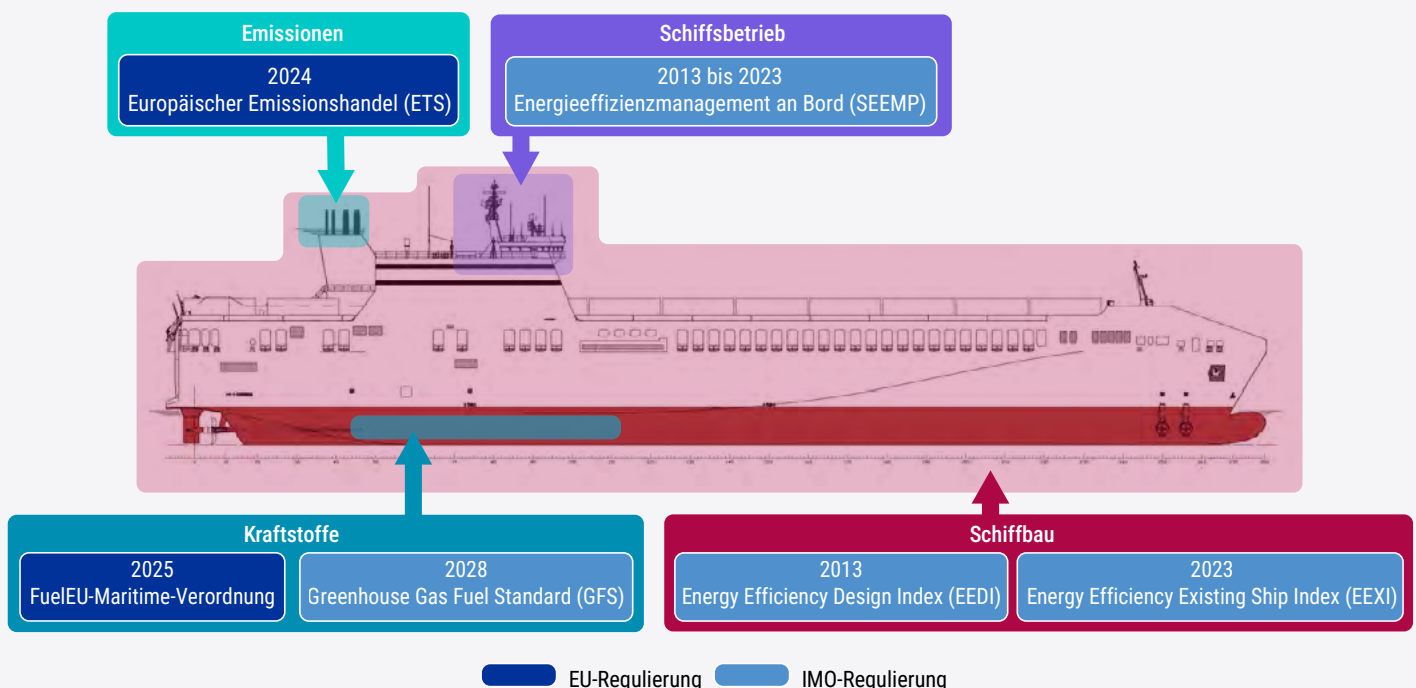 Emissionen
2024
Europäischer Emissionshandel (ETS)
Schiffsbetrieb
2013 bis 2023
Energieeffizienzmanagement an Bord (SEEMP)
Kraftstoffe
2025
FuelEU-Maritime-Verordnung
2028
Greenhouse Gas Fuel Standard (GFS)
Schiffbau
2013
Energy Efficiency Design Index (EEDI)
2023
Energy Efficiency Existing Ship Index (EEXI)
EU-Regulierung
IMO-Regulierung